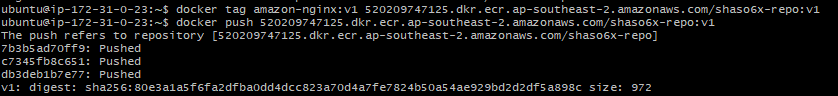 ubuntu@ip-172-31-0-23:~$ docker tag amazon-nginx:v1 520209747125.dkr.ecr.ap-southeast-2.amazonaws.com/shaso6x-repo:v1
ubuntu@ip-172-31-0-23:~$ docker push 520209747125.dkr.ecr.ap-southeast-2.amazonaws.com/shaso6x-repo:v1
The push refers to repository [520209747125.dkr.ecr.ap-southeast-2.amazonaws.com/shaso6x-repo]
7b3b5ad70ff9: Pushed
c7345fb8c651: Pushed
db3deb1b7e77: Pushed
v1: digest: sha256:80e3a1a5f6fa2dfba0dd4dcc823a70d4a7fe7824b50a54ae929bd2d2df5a898c size: 972